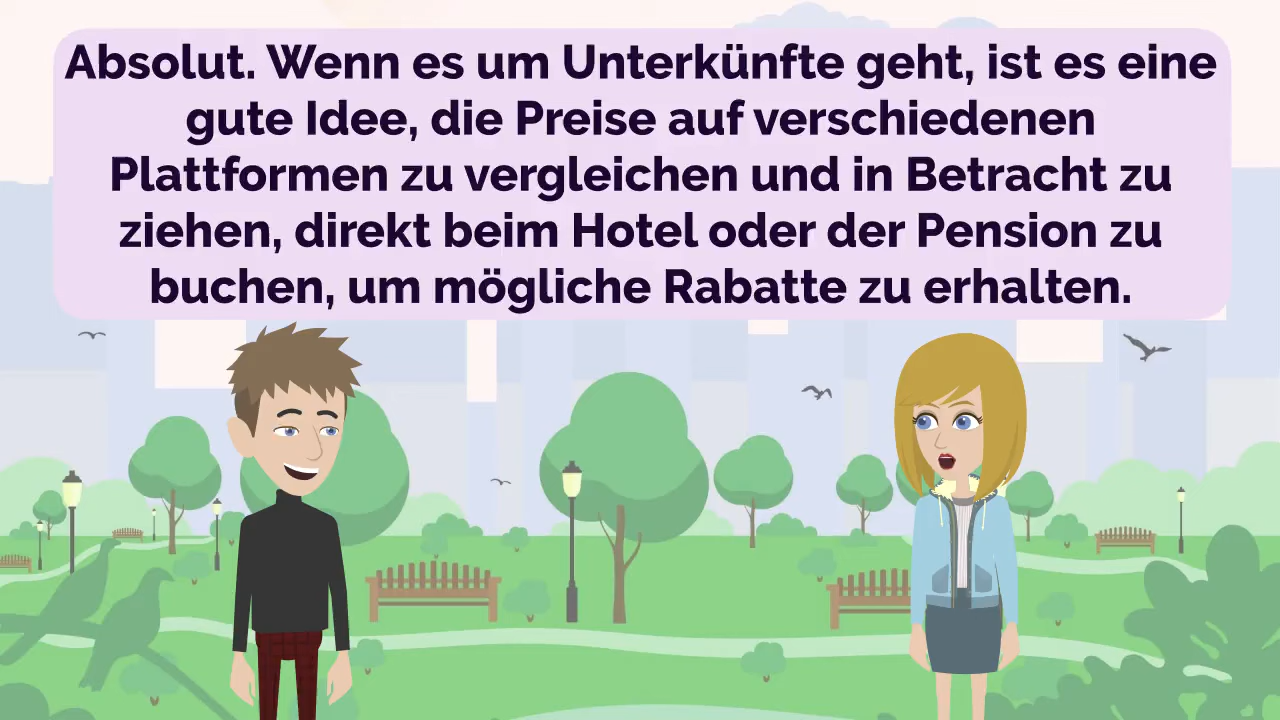 Absolut. Wenn es um Unterkünfte geht, ist es eine
gute Idee, die Preise auf verschiedenen
Plattformen zu vergleichen und in Betracht zu
ziehen, direkt beim Hotel oder der Pension zu
buchen, um mögliche Rabatte zu erhalten.